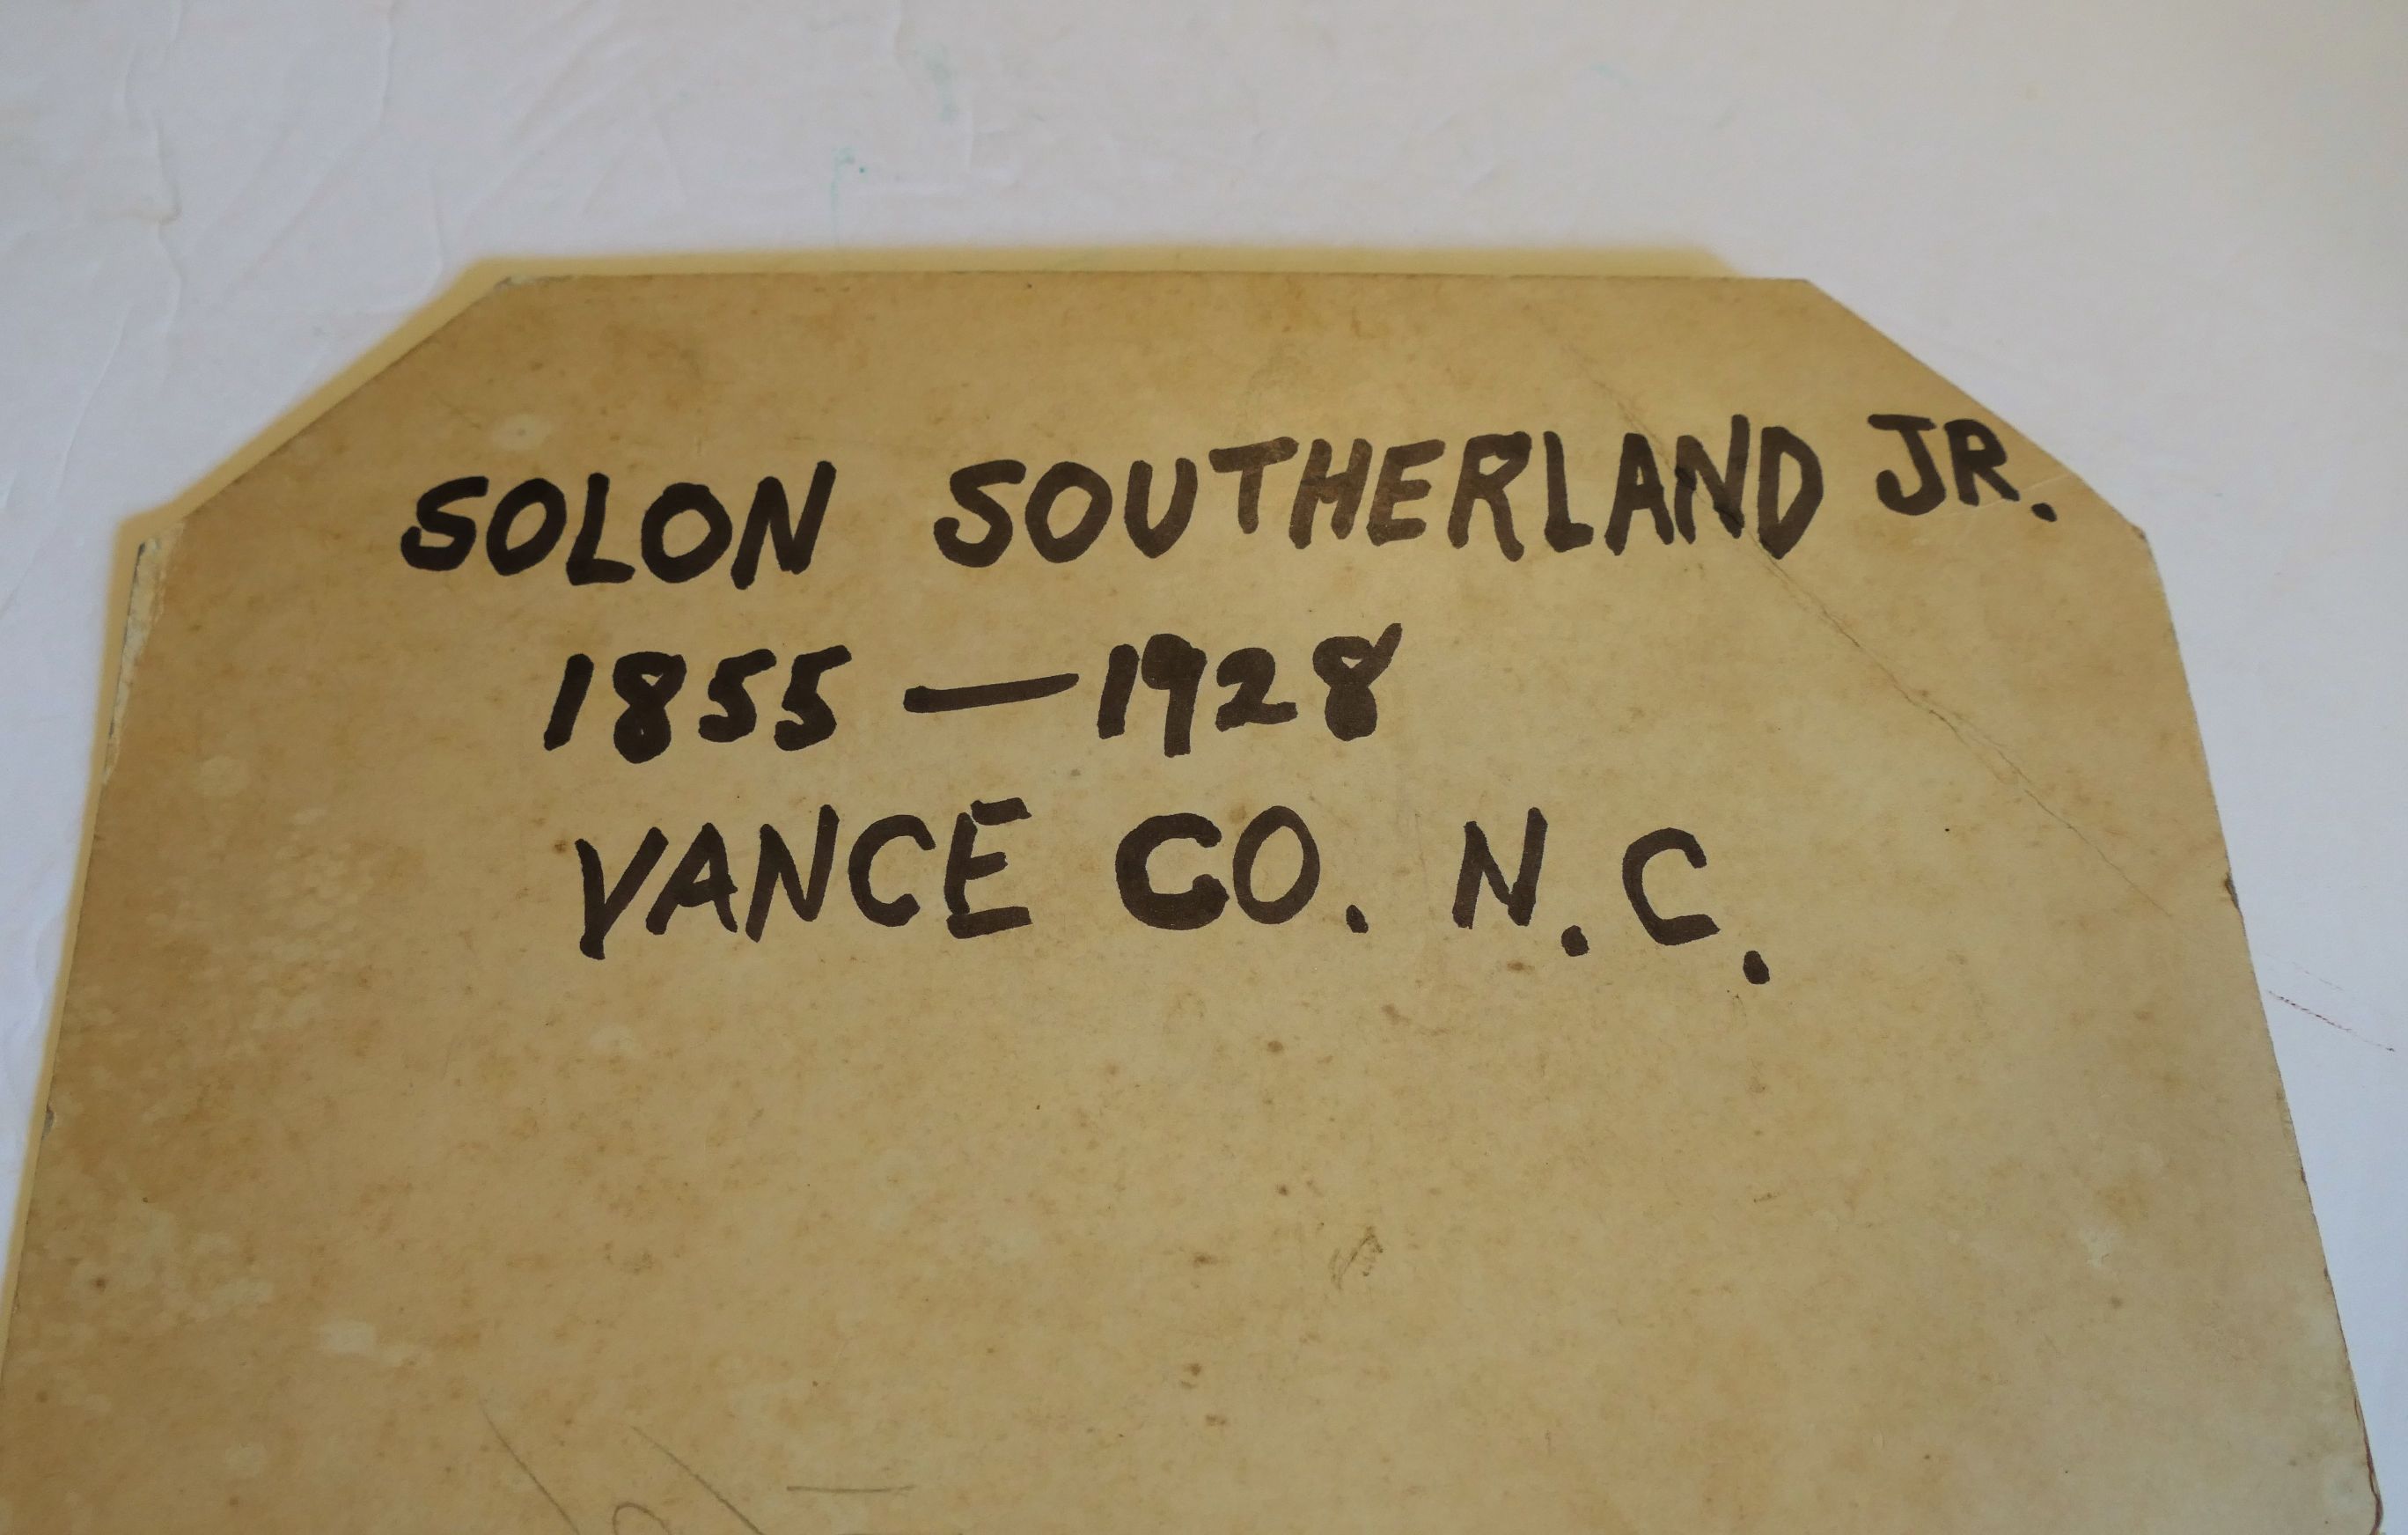 SOLON SOUTHERLAND JR.
1855 — 1928
VANCE CO. N.C.